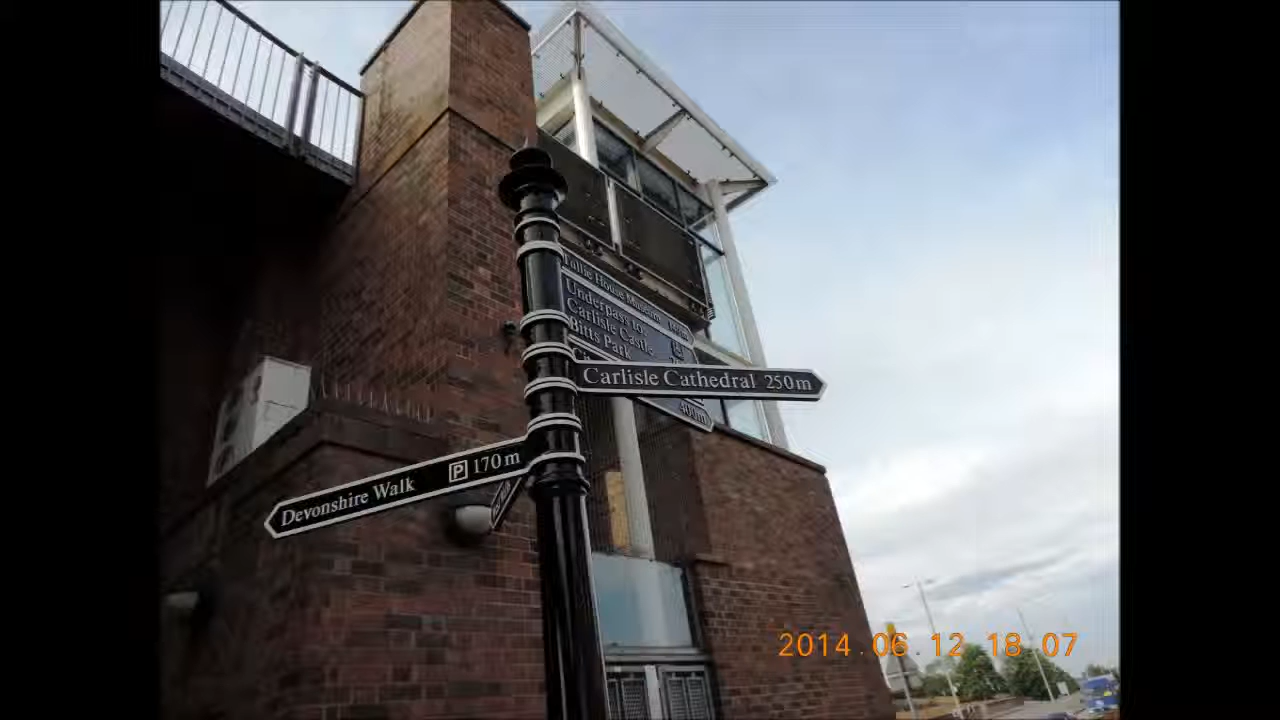 Tullie House Museum
Underpass to
Carlisle Castle
Bitts Park
Carlisle Cathedral 250m
400m
Devonshire Walk P 170m
2014.06.12 18:07